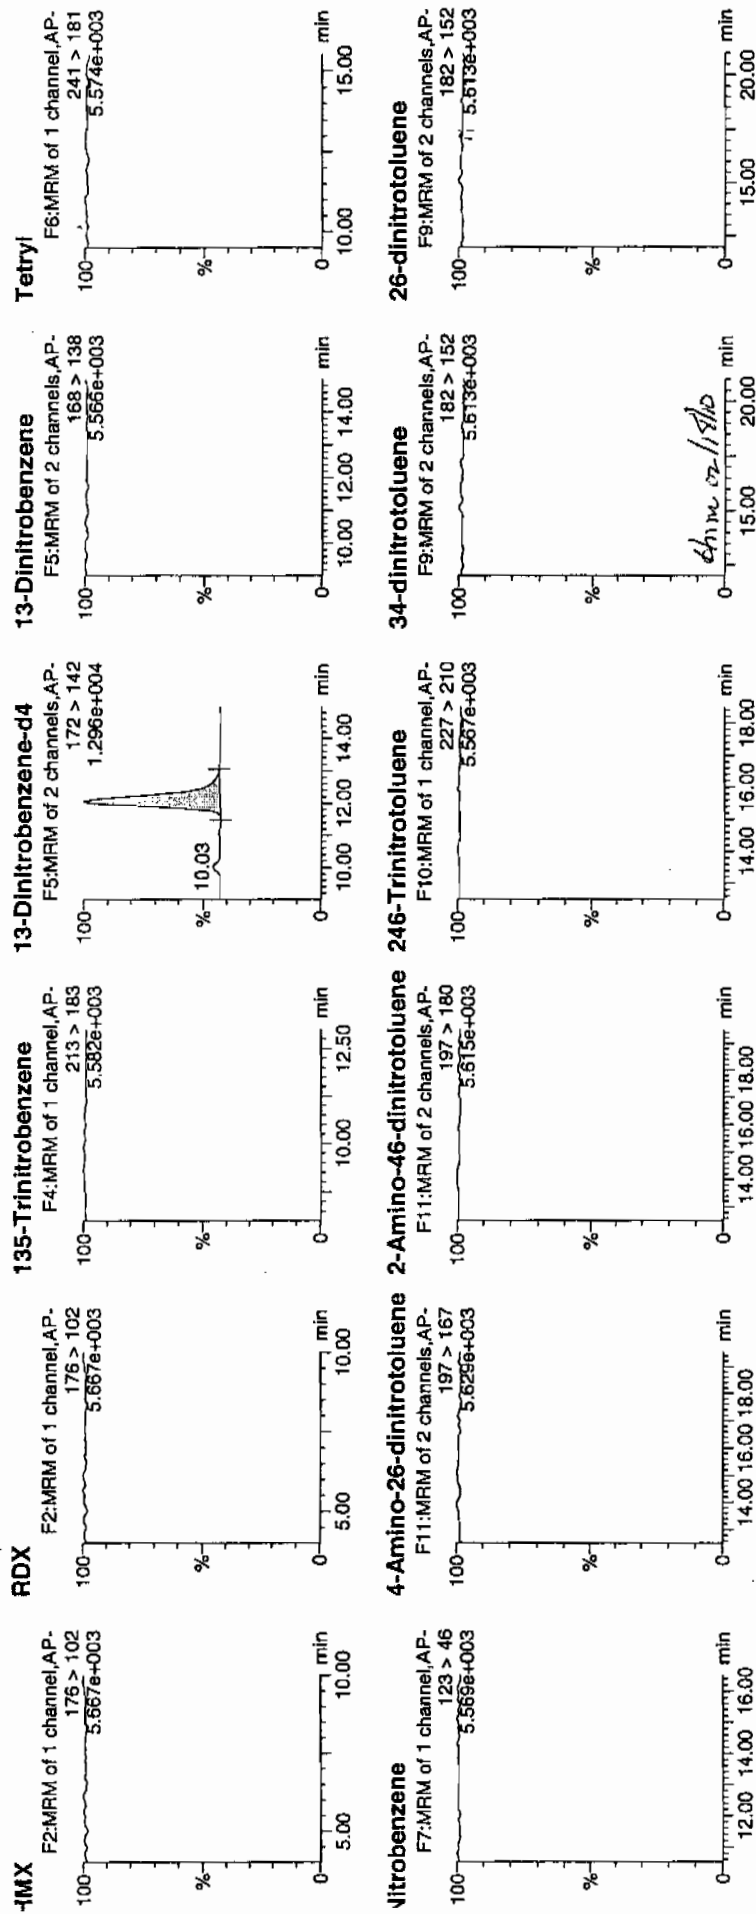 HMX
F2:MRM of 1 channel,AP-
176 > 102
5.667e+003
100
%
0
5.00
10.00
min
RDX
F2:MRM of 1 channel,AP-
176 > 102
5.667e+003
100
%
0
5.00
10.00
min
135-Trinitrobenzene
F4:MRM of 1 channel,AP-
213 > 183
5.582e+003
100
%
0
10.00
12.50
min
13-Dinitrobenzene-d4
F5:MRM of 2 channels,AP-
172 > 142
1.296e+004
100
%
10.03
0
10.00
12.00
14.00
min
13-Dinitrobenzene
F5:MRM of 2 channels,AP-
168 > 138
5.566e+003
100
%
0
10.00
12.00
14.00
min
Tetryl
F6:MRM of 1 channel,AP-
241 > 181
5.574e+003
100
%
0
10.00
15.00
min
Nitrobenzene
F7:MRM of 1 channel,AP-
123 > 46
5.569e+003
100
%
0
12.00
14.00
16.00
min
4-Amino-26-dinitrotoluene
F11:MRM of 2 channels,AP-
197 > 167
5.629e+003
100
%
0
14.00
16.00
18.00
min
2-Amino-46-dinitrotoluene
F11:MRM of 2 channels,AP-
197 > 180
5.615e+003
100
%
0
14.00
16.00
18.00
min
246-Trinitrotoluene
F10:MRM of 1 channel,AP-
227 > 210
5.567e+003
100
%
0
14.00
16.00
18.00
min
34-dinitrotoluene
F9:MRM of 2 channels,AP-
182 > 152
5.613e+003
100
%
0
15.00
20.00
min
26-dinitrotoluene
F9:MRM of 2 channels,AP-
182 > 152
5.613e+003
100
%
0
15.00
20.00
min